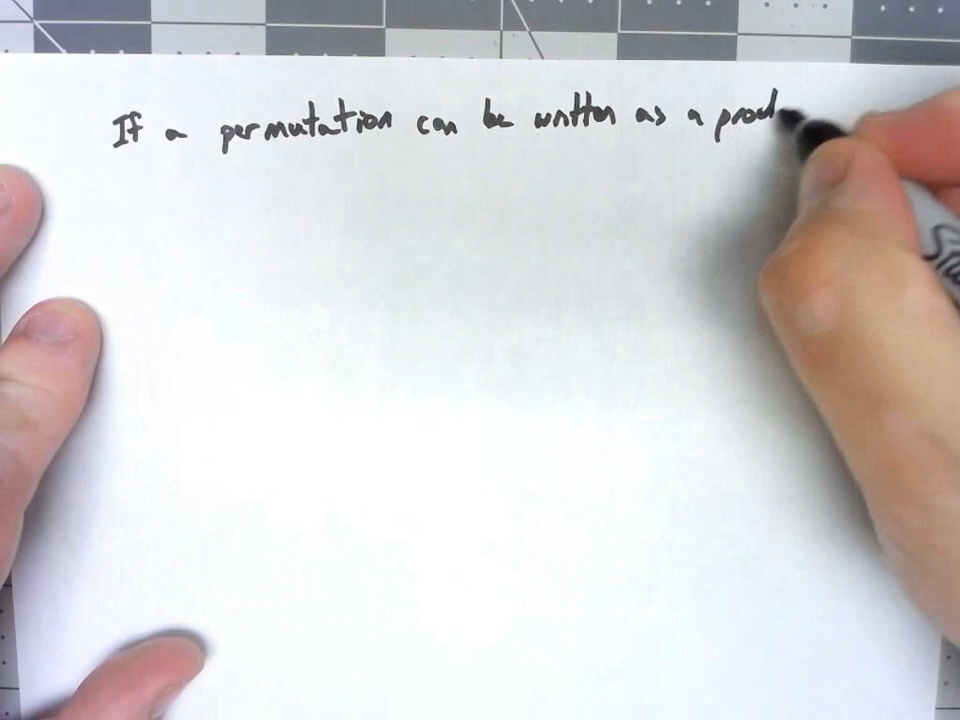 If a permutation can be written as a prod